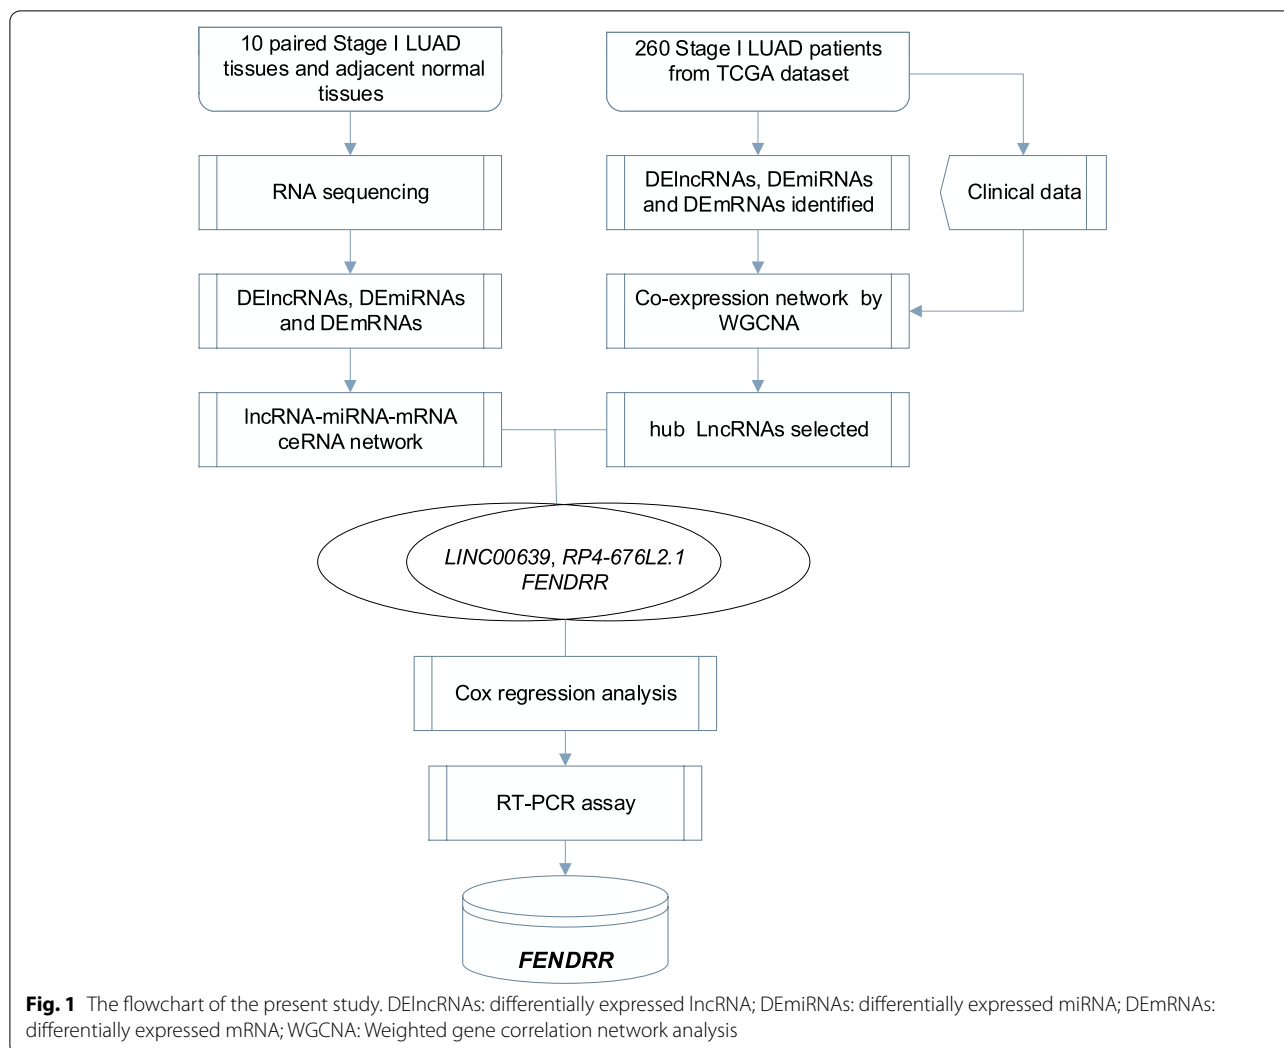 10 paired Stage I LUAD
tissues and adjacent normal
tissues
260 Stage I LUAD patients
from TCGA dataset
RNA sequencing
DElncRNAs, DEmiRNAs
and DEmRNAs identified
Clinical data
DElncRNAs, DEmiRNAs
and DEmRNAs
Co-expression network by
WGCNA
lncRNA-miRNA-mRNA
ceRNA network
hub LncRNAs selected
LINC00639, RP4-676L2.1
FENDRR
Cox regression analysis
RT-PCR assay
FENDRR
Fig. 1 The flowchart of the present study. DElncRNAs: differentially expressed lncRNA; DEmiRNAs: differentially expressed miRNA; DEmRNAs:
differentially expressed mRNA; WGCNA: Weighted gene correlation network analysis